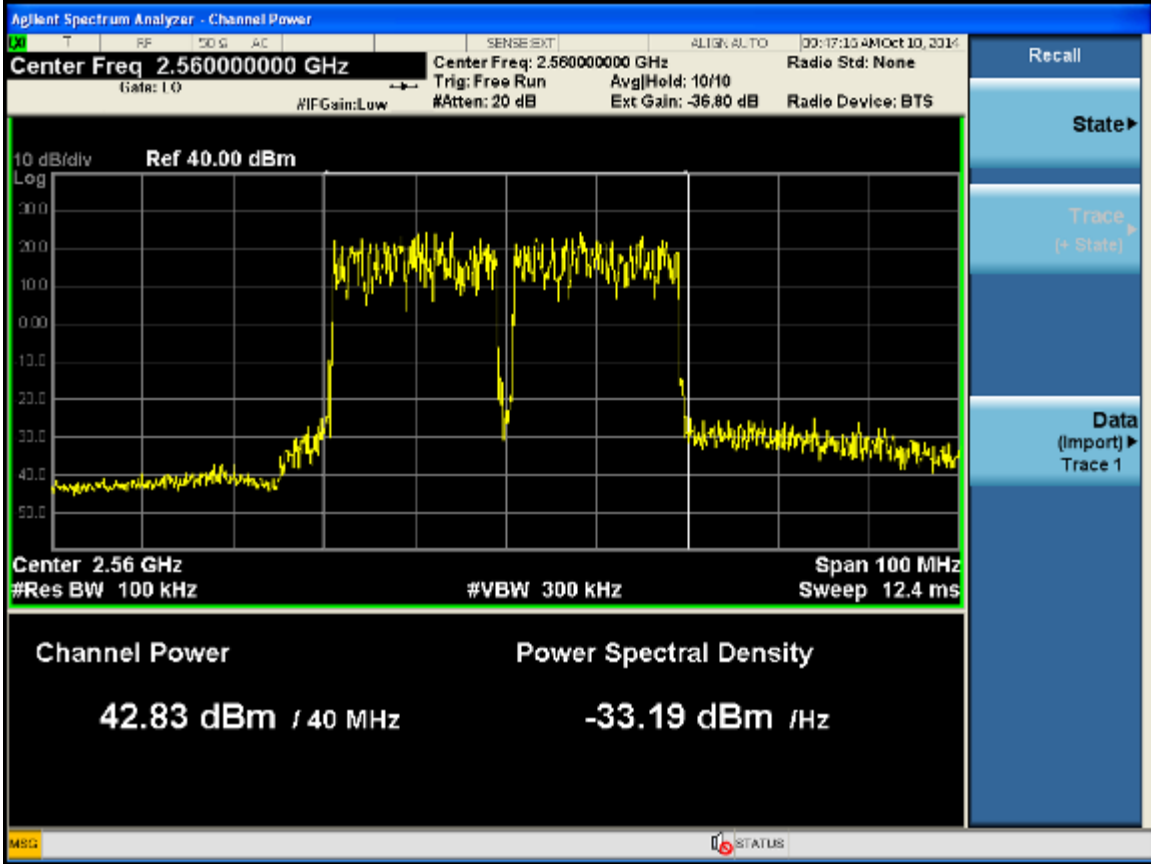 Agilent Spectrum Analyzer - Channel Power
LXI T RF 50 Ω AC SENSE:EXT ALIGN AUTO 09:47:16 AM Oct 10, 2014
Center Freq 2.560000000 GHz
Gate: LO
#IFGain:Low
Center Freq: 2.560000000 GHz
Trig: Free Run
#Atten: 20 dB
Avg|Hold: 10/10
Ext Gain: -36.80 dB
Radio Std: None
Radio Device: BTS
Recall
State
Trace
(+ State)
Data
(Import)
Trace 1
10 dB/div Ref 40.00 dBm
Log
30.0
20.0
10.0
0.00
10.0
20.0
30.0
40.0
50.0
Center 2.56 GHz Span 100 MHz
#Res BW 100 kHz #VBW 300 kHz Sweep 12.4 ms
Channel Power Power Spectral Density
42.83 dBm / 40 MHz -33.19 dBm /Hz
MSG STATUS